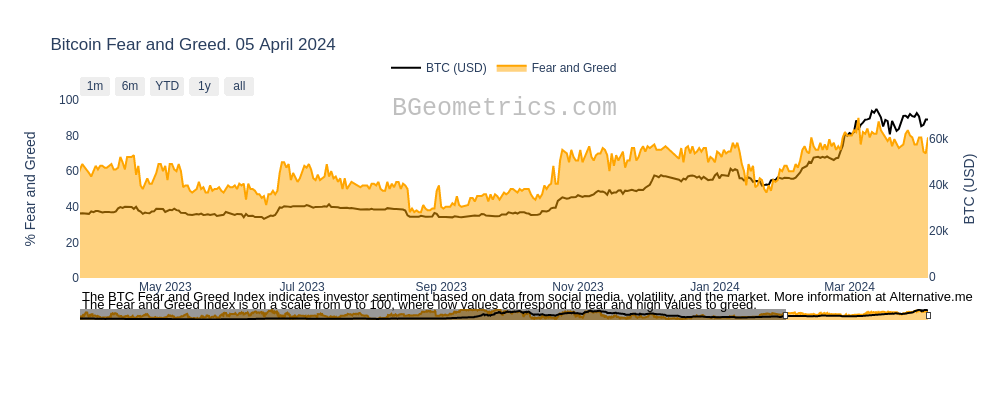 Bitcoin Fear and Greed. 05 April 2024
BTC (USD) Fear and Greed
1m 6m YTD 1y all
BGeometrics.com
% Fear and Greed
100
80
60
40
20
0
60k
40k
20k
0
BTC (USD)
May 2023 Jul 2023 Sep 2023 Nov 2023 Jan 2024 Mar 2024
The BTC Fear and Greed Index indicates investor sentiment based on data from social media, volatility, and the market. More information at Alternative.me
The Fear and Greed Index is on a scale from 0 to 100, where low values correspond to fear and high values to greed.